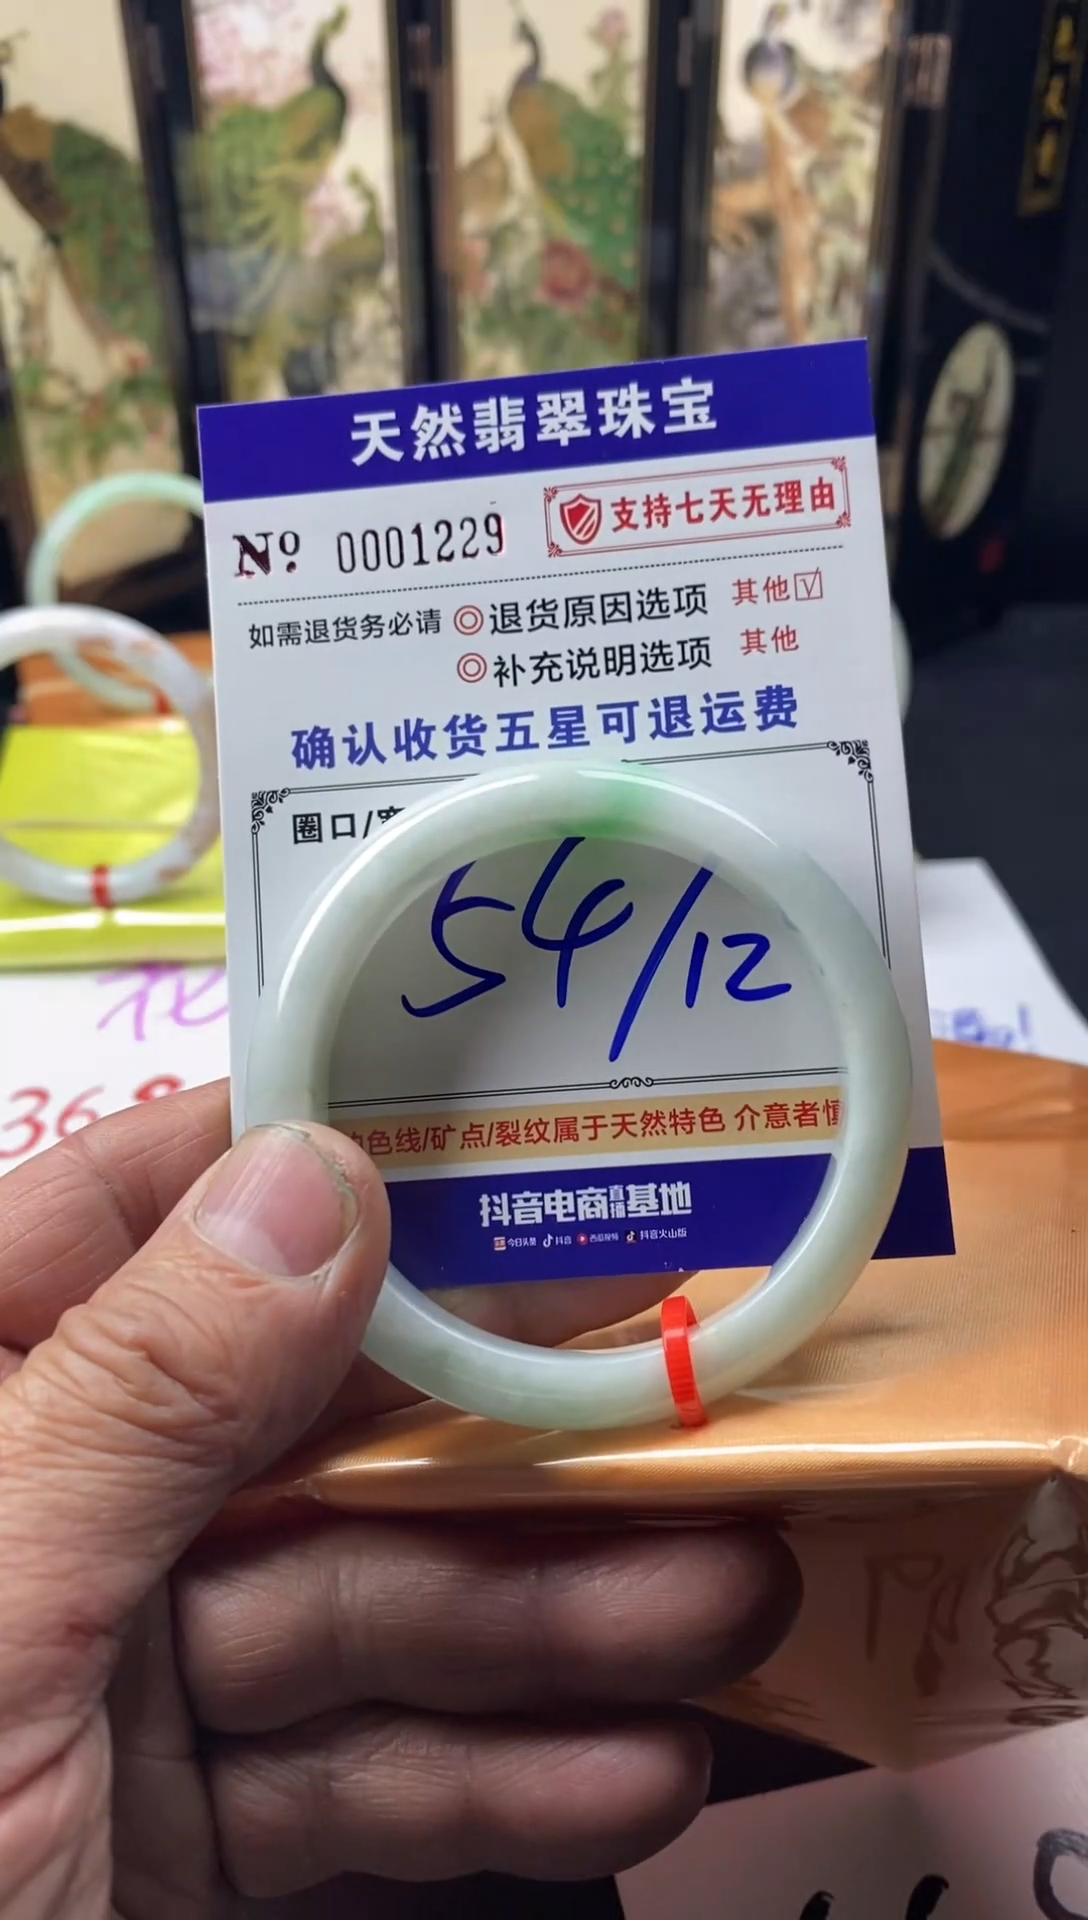 天然翡翠珠宝
Nº 0001229
支持七天无理由
如需退货务必请 ◎退货原因选项 其他☑
◎补充说明选项 其他
确认收货五星可退运费
圈口/
54/12
色线/矿点/裂纹属于天然特色 介意者慎
抖音电商直播基地
今日头条 抖音 西瓜视频 抖音火山版
花
368